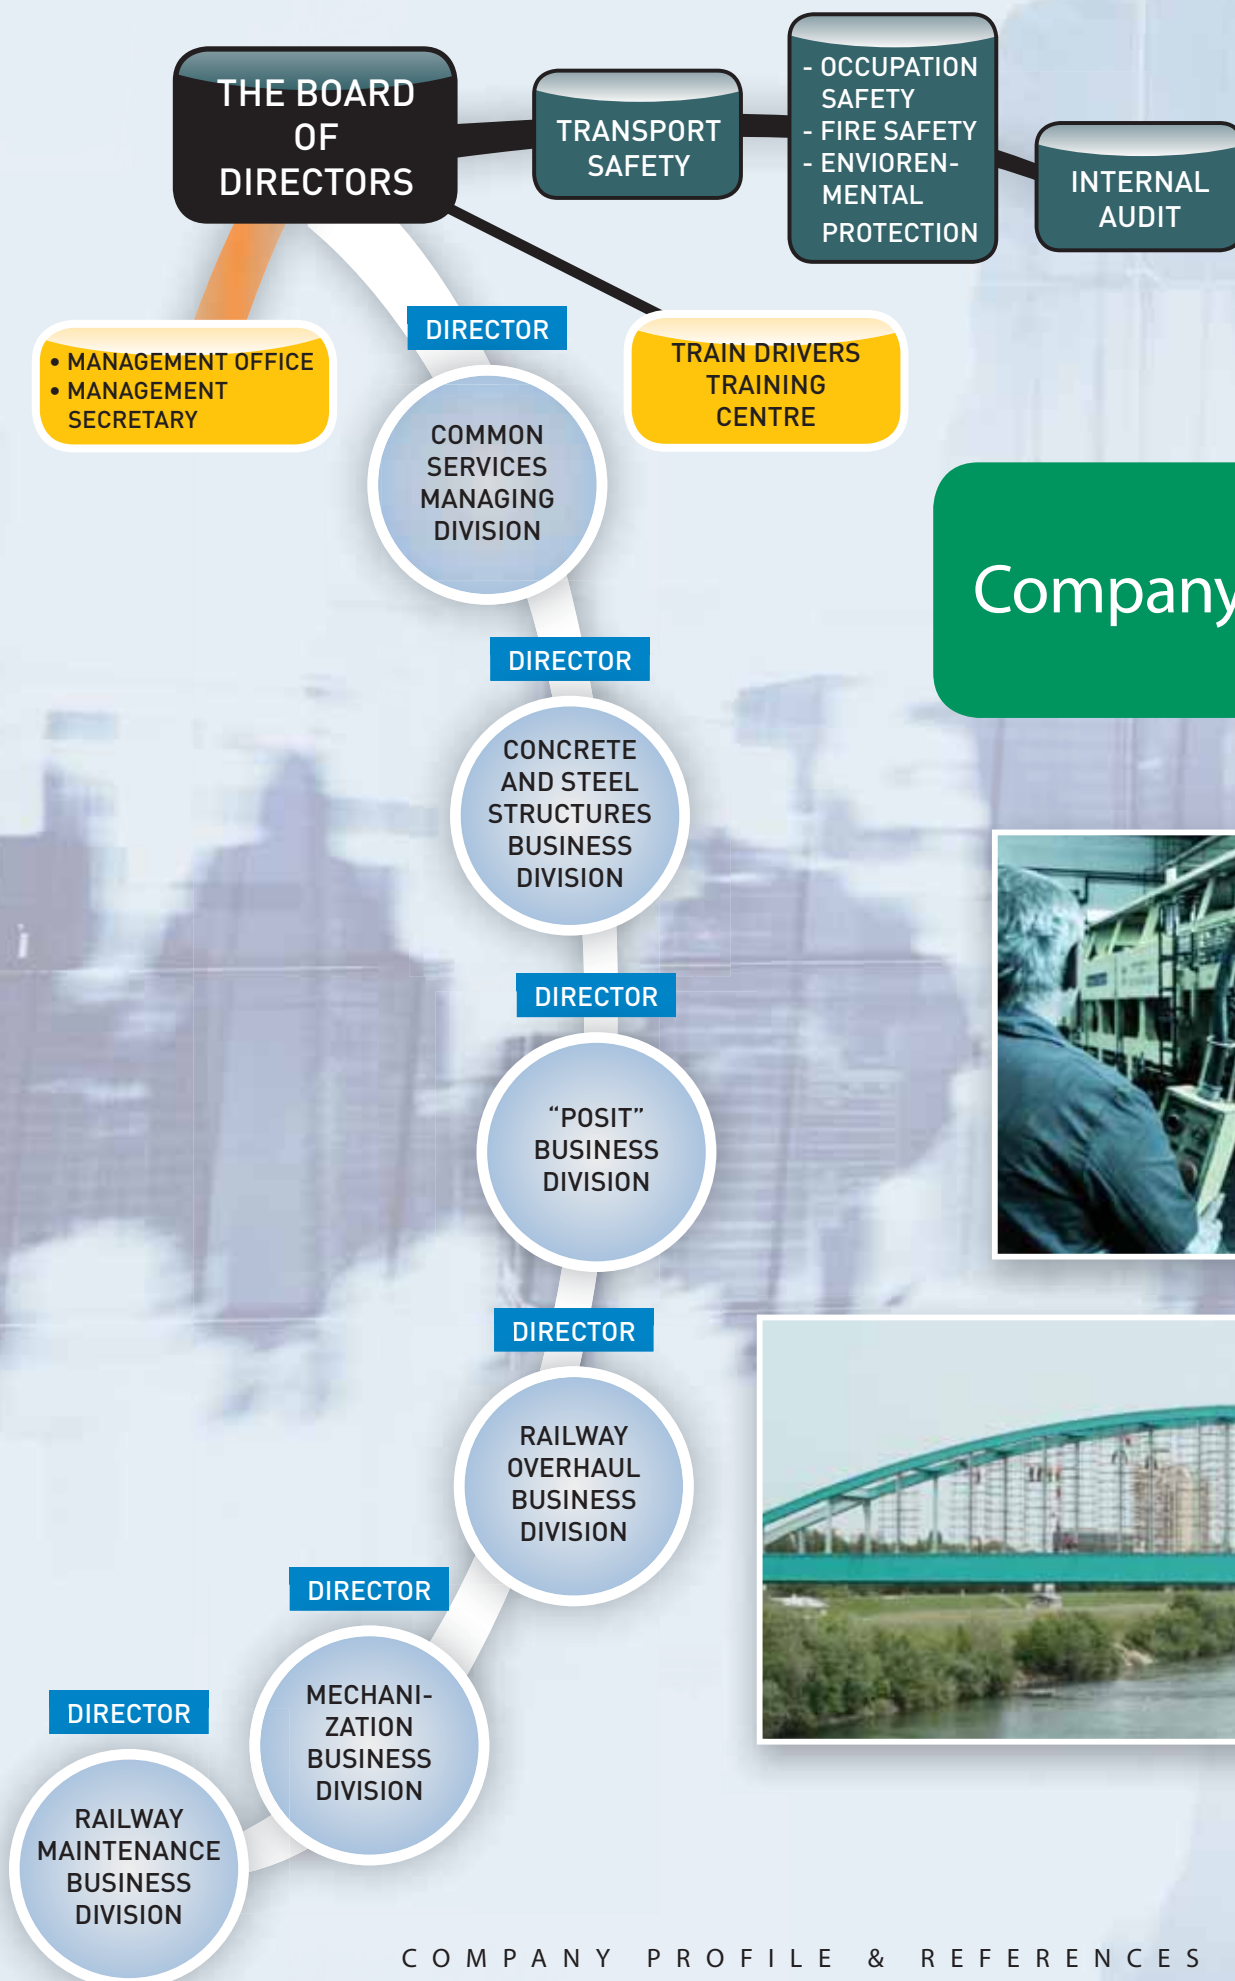 THE BOARD
OF
DIRECTORS
TRANSPORT
SAFETY
- OCCUPATION
SAFETY
- FIRE SAFETY
- ENVIOREN-
MENTAL
PROTECTION
INTERNAL
AUDIT
• MANAGEMENT OFFICE
• MANAGEMENT
SECRETARY
DIRECTOR
COMMON
SERVICES
MANAGING
DIVISION
TRAIN DRIVERS
TRAINING
CENTRE
Company
DIRECTOR
CONCRETE
AND STEEL
STRUCTURES
BUSINESS
DIVISION
DIRECTOR
“POSIT”
BUSINESS
DIVISION
DIRECTOR
RAILWAY
OVERHAUL
BUSINESS
DIVISION
DIRECTOR
MECHANI-
ZATION
BUSINESS
DIVISION
DIRECTOR
RAILWAY
MAINTENANCE
BUSINESS
DIVISION
COMPANY PROFILE & REFERENCES